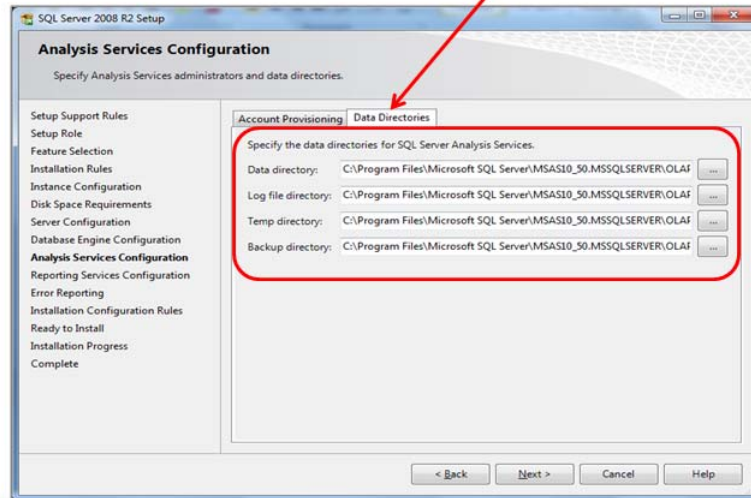 SQL Server 2008 R2 Setup
Analysis Services Configuration
Specify Analysis Services administrators and data directories.
Setup Support Rules
Setup Role
Feature Selection
Installation Rules
Instance Configuration
Disk Space Requirements
Server Configuration
Database Engine Configuration
Analysis Services Configuration
Reporting Services Configuration
Error Reporting
Installation Configuration Rules
Ready to Install
Installation Progress
Complete
Account Provisioning Data Directories
Specify the data directories for SQL Server Analysis Services.
Data directory: C:\Program Files\Microsoft SQL Server\MSAS10_50.MSSQLSERVER\OLAP ...
Log file directory: C:\Program Files\Microsoft SQL Server\MSAS10_50.MSSQLSERVER\OLAP ...
Temp directory: C:\Program Files\Microsoft SQL Server\MSAS10_50.MSSQLSERVER\OLAP ...
Backup directory: C:\Program Files\Microsoft SQL Server\MSAS10_50.MSSQLSERVER\OLAP ...
< Back Next > Cancel Help